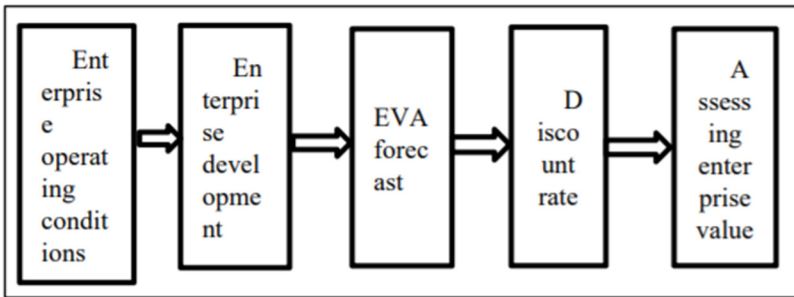 Ent
erpris
e
operat
ing
condit
ions
En
terpri
se
devel
opme
nt
EVA
forec
ast
D
iscou
unt
rate
A
ssess
ing
enter
prise
value